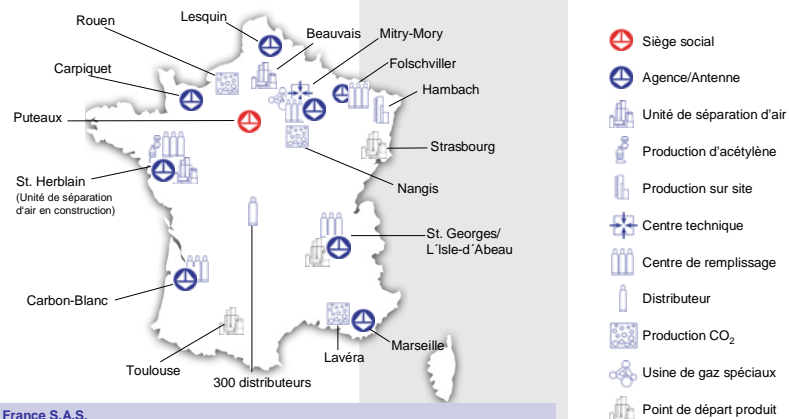 Lesquin
Rouen
Beauvais
Mitry-Mory
Folschviller
Carpiquet
Hambach
Puteaux
Strasbourg
St. Herblain
(Unité de séparation
d'air en construction)
Nangis
St. Georges/
L´Isle-d´Abeau
Carbon-Blanc
Marseille
Lavéra
Toulouse
300 distributeurs
France S.A.S.
Siège social
Agence/Antenne
Unité de séparation d'air
Production d'acétylène
Production sur site
Centre technique
Centre de remplissage
Distributeur
Production CO2
Usine de gaz spéciaux
Point de départ produit